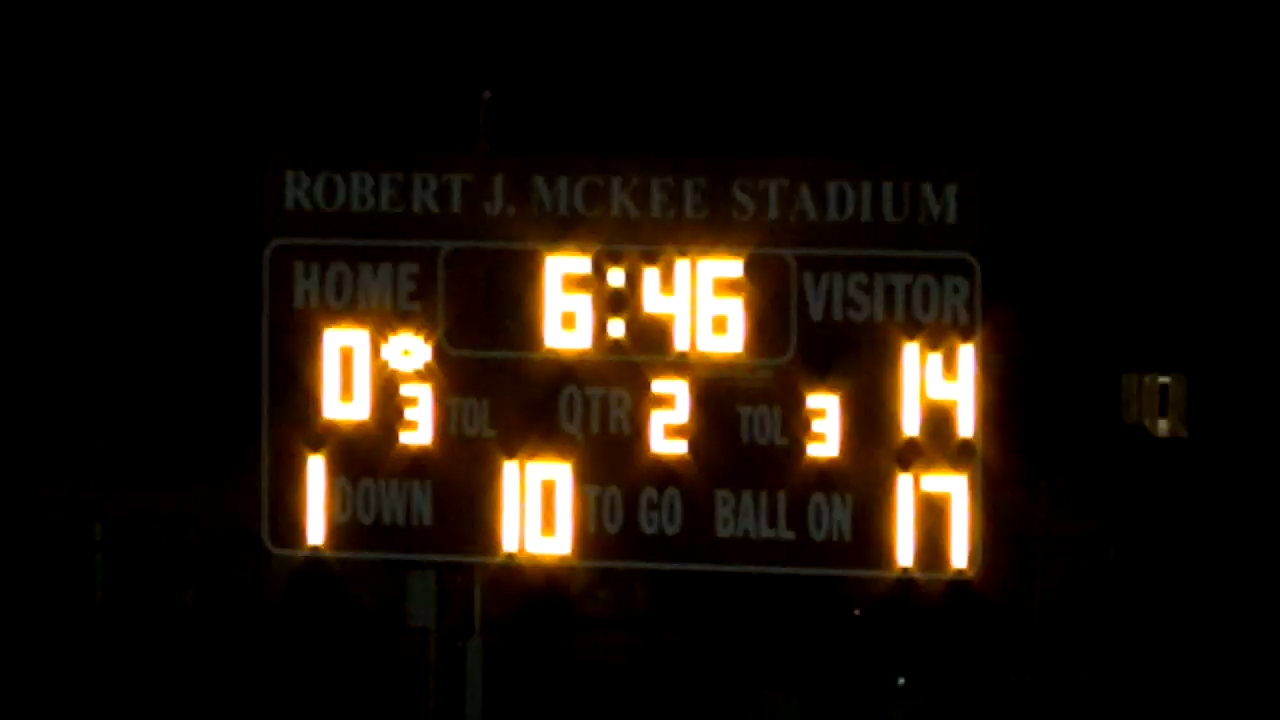 ROBERT J. MCKEE STADIUM
HOME 6:46 VISITOR
0 14
3 TOL QTR 2 TOL 3
1 DOWN 10 TO GO BALL ON 17